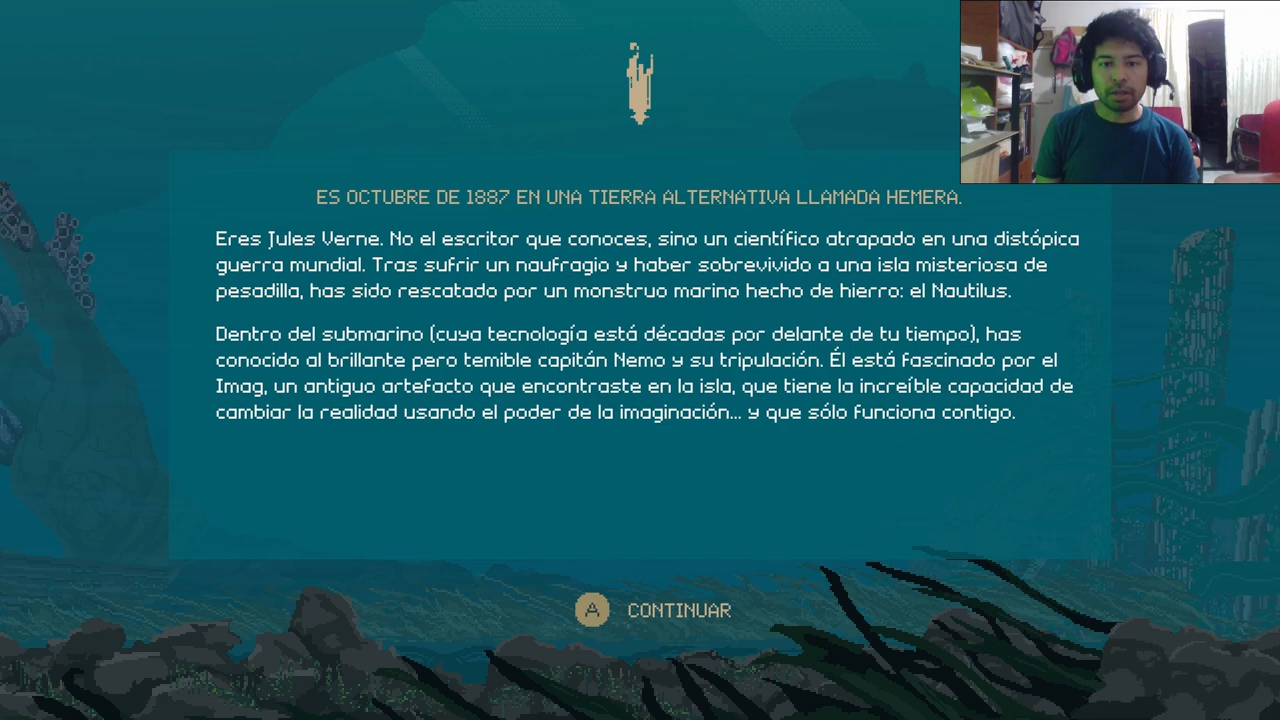 ES OCTUBRE DE 1887 EN UNA TIERRA ALTERNATIVA LLAMADA HEMERA.
Eres Jules Verne. No el escritor que conoces, sino un científico atrapado en una distópica
guerra mundial. Tras sufrir un naufragio y haber sobrevivido a una isla misteriosa de
pesadilla, has sido rescatado por un monstruo marino hecho de hierro: el Nautilus.
Dentro del submarino (cuya tecnología está décadas por delante de tu tiempo), has
conocido al brillante pero temible capitán Nemo y su tripulación. Él está fascinado por el
Imag, un antiguo artefacto que encontraste en la isla, que tiene la increíble capacidad de
cambiar la realidad usando el poder de la imaginación... y que sólo funciona contigo.
A CONTINUAR